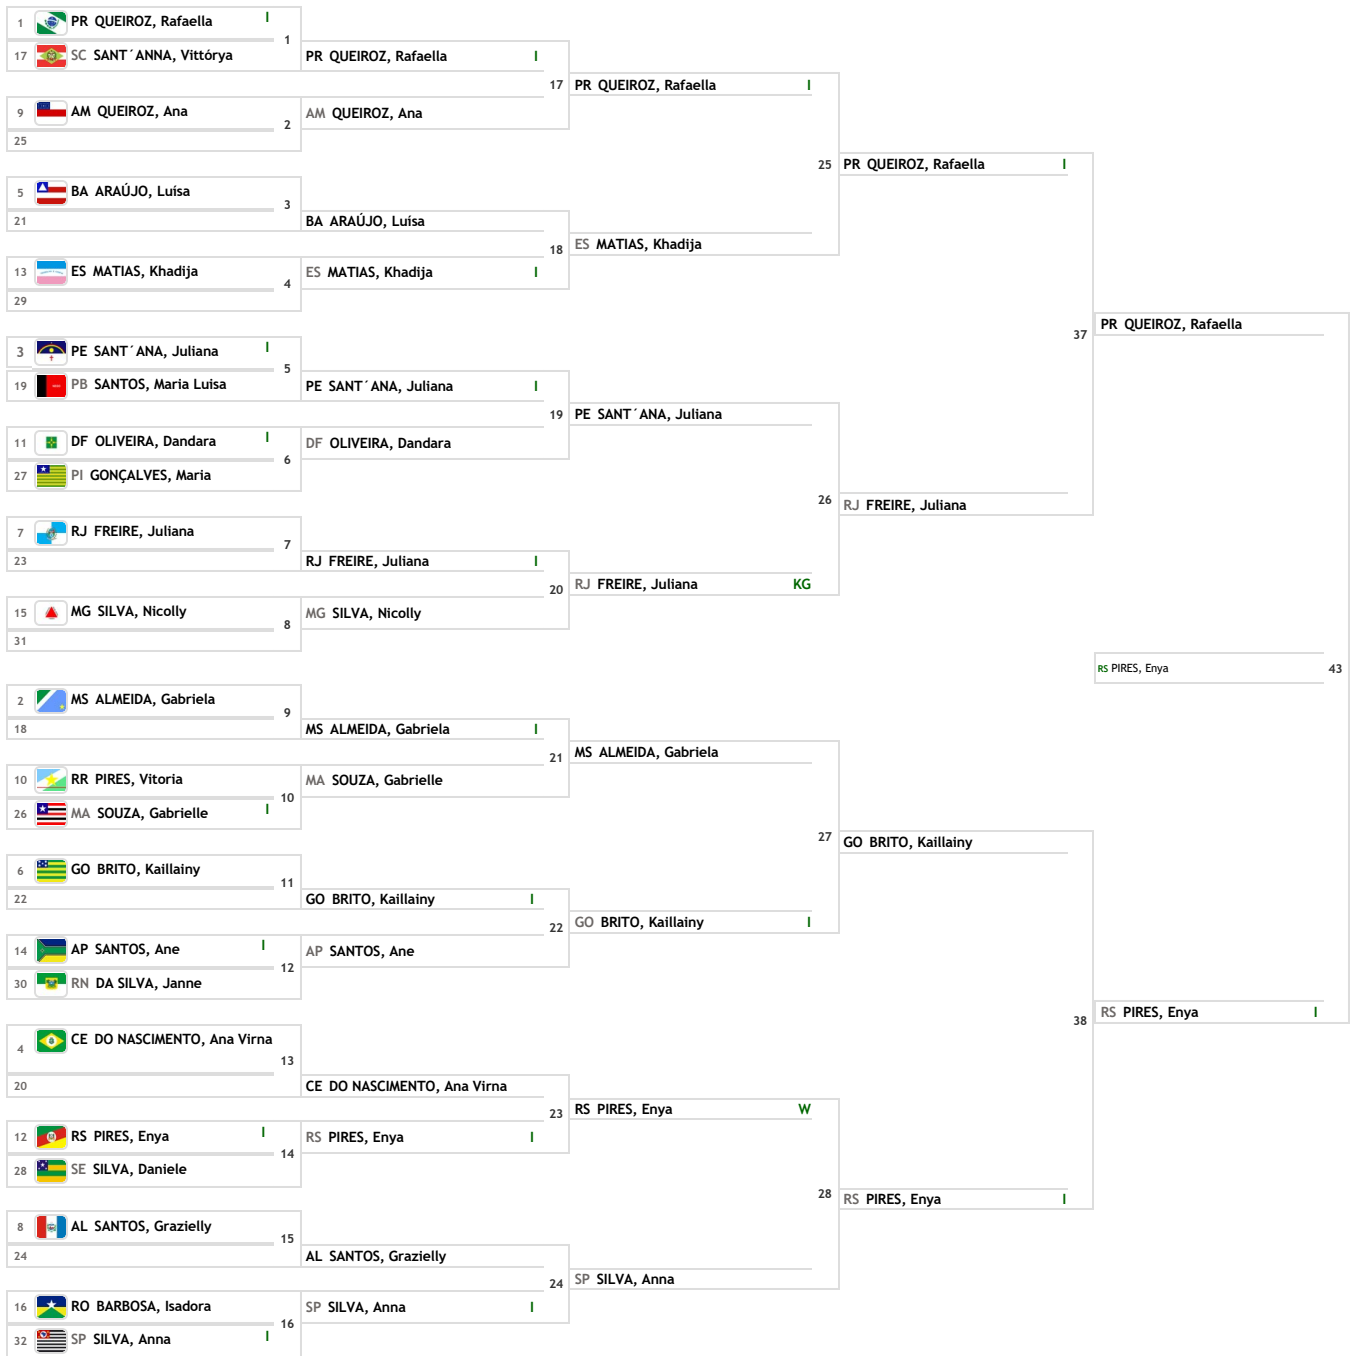 1 PR QUEIROZ, Rafaella I
1
17 SC SANT´ANNA, Vittórya
PR QUEIROZ, Rafaella I
17
PR QUEIROZ, Rafaella I
9 AM QUEIROZ, Ana
2
AM QUEIROZ, Ana
25
25
PR QUEIROZ, Rafaella I
5 BA ARAÚJO, Luísa
3
21
BA ARAÚJO, Luísa
18
ES MATIAS, Khadija
13 ES MATIAS, Khadija
4
ES MATIAS, Khadija I
29
37
PR QUEIROZ, Rafaella
3 PE SANT´ANA, Juliana I
5
19 PB SANTOS, Maria Luisa
PE SANT´ANA, Juliana I
19
PE SANT´ANA, Juliana
11 DF OLIVEIRA, Dandara I
6
DF OLIVEIRA, Dandara
27 PI GONÇALVES, Maria
26
RJ FREIRE, Juliana
7 RJ FREIRE, Juliana
7
23
RJ FREIRE, Juliana I
20
RJ FREIRE, Juliana KG
15 MG SILVA, Nicolly
8
MG SILVA, Nicolly
31
RS PIRES, Enya
43
2 MS ALMEIDA, Gabriela
9
18
MS ALMEIDA, Gabriela I
21
MS ALMEIDA, Gabriela
10 RR PIRES, Vitoria
10
MA SOUZA, Gabrielle
26 MA SOUZA, Gabrielle I
27
GO BRITO, Kaillainy
6 GO BRITO, Kaillainy
11
22
GO BRITO, Kaillainy I
22
GO BRITO, Kaillainy I
14 AP SANTOS, Ane I
12
AP SANTOS, Ane
30 RN DA SILVA, Janne
38
RS PIRES, Enya I
4 CE DO NASCIMENTO, Ana Virna
13
20
CE DO NASCIMENTO, Ana Virna
23
RS PIRES, Enya W
12 RS PIRES, Enya I
14
RS PIRES, Enya I
28 SE SILVA, Daniele
28
RS PIRES, Enya I
8 AL SANTOS, Grazielly
15
24
AL SANTOS, Grazielly
24
SP SILVA, Anna
16 RO BARBOSA, Isadora
16
SP SILVA, Anna I
32 SP SILVA, Anna I